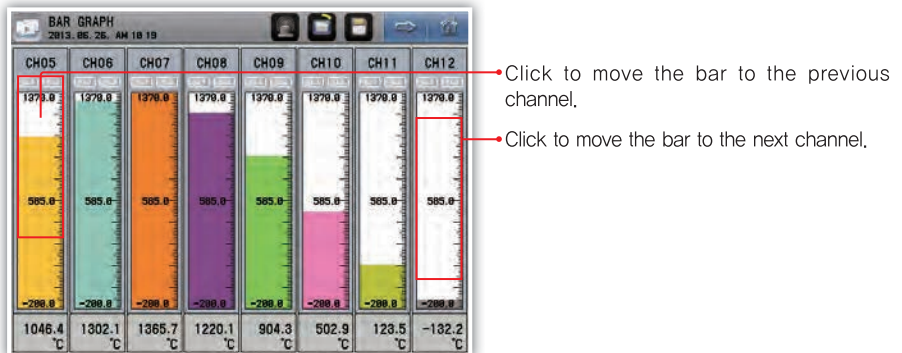 BAR GRAPH
2013.06.26. AM 10 19
CH05 CH06 CH07 CH08 CH09 CH10 CH11 CH12
1370.0 1370.0 1370.0 1370.0 1370.0 1370.0 1370.0 1370.0
585.0 585.0 585.0 585.0 585.0 585.0 585.0 585.0
-200.0 -200.0 -200.0 -200.0 -200.0 -200.0 -200.0 -200.0
1046.4 1302.1 1365.7 1220.1 904.3 502.9 123.5 -132.2
℃ ℃ ℃ ℃ ℃ ℃ ℃ ℃
Click to move the bar to the previous
channel.
Click to move the bar to the next channel.